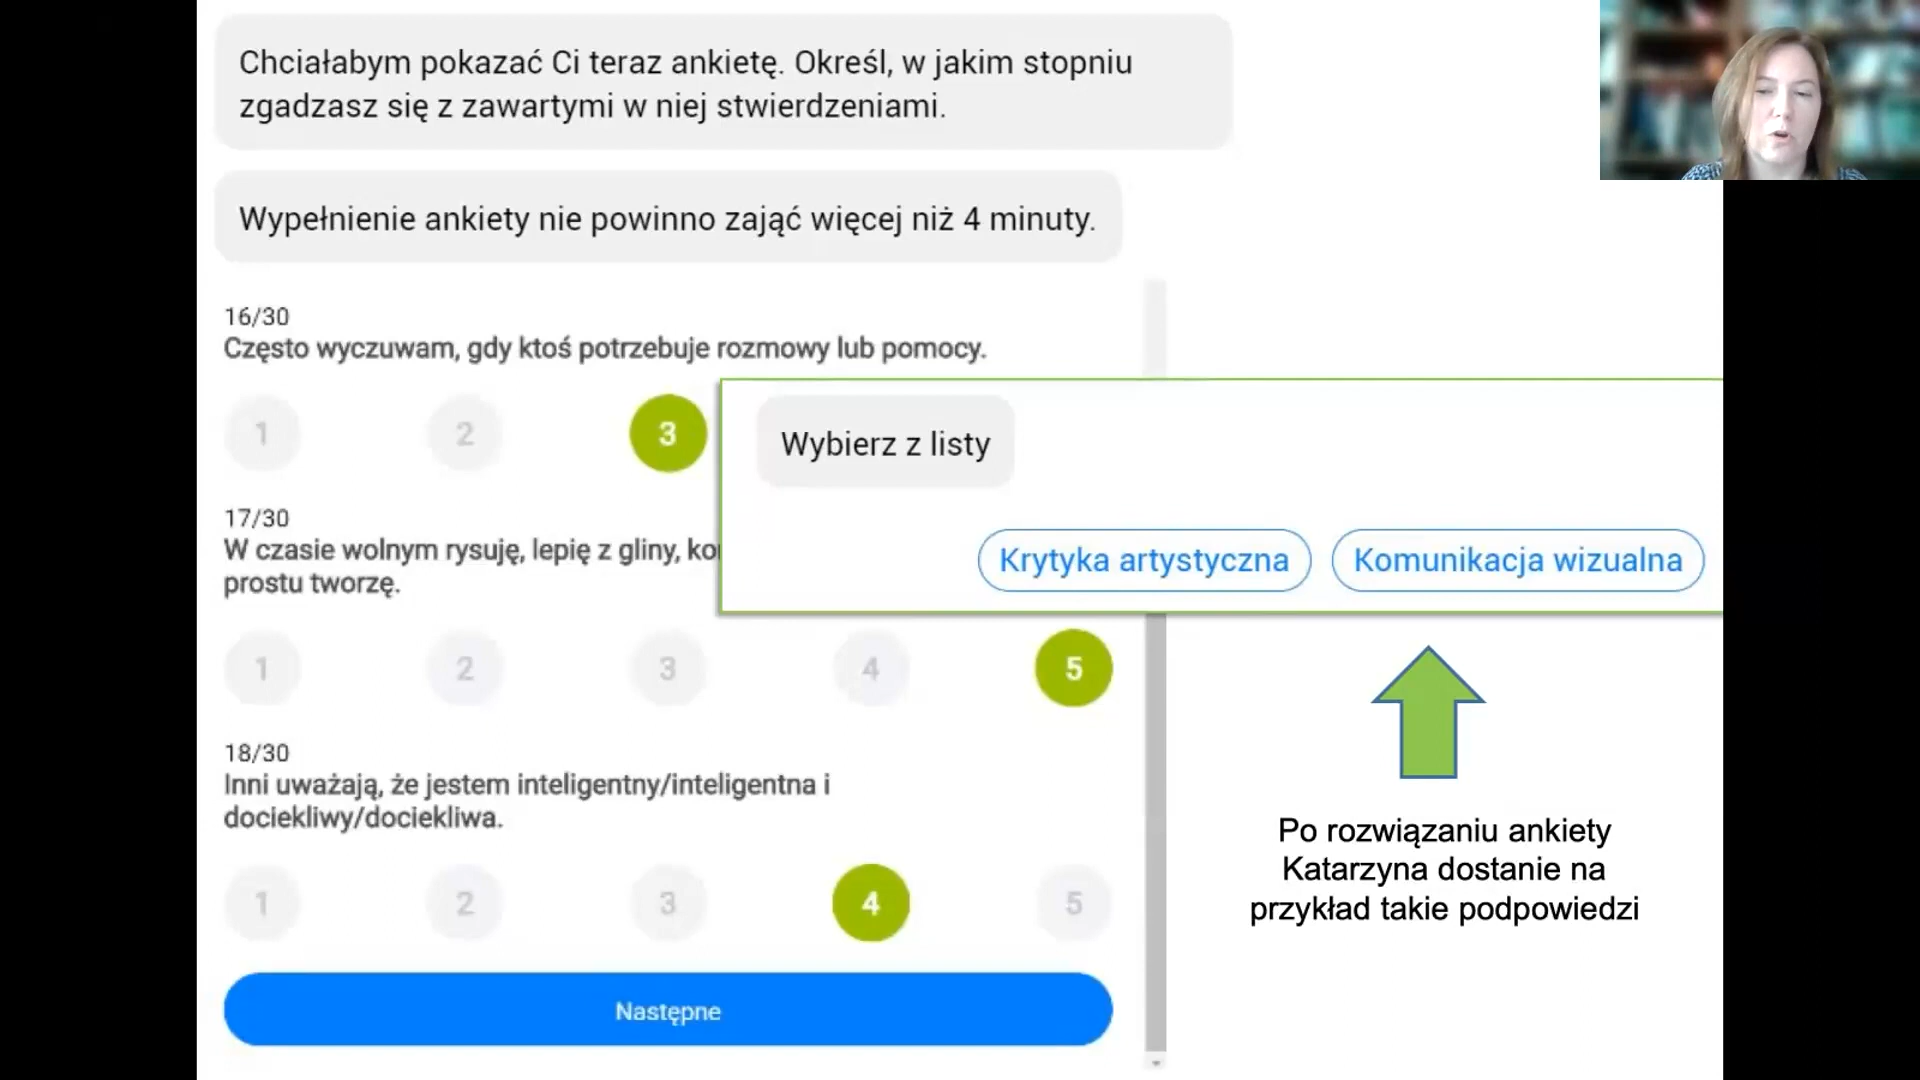 Chciałabym pokazać Ci teraz ankietę. Określ, w jakim stopniu
zgadzasz się z zawartymi w niej stwierdzeniami.
Wypełnienie ankiety nie powinno zająć więcej niż 4 minuty.
16/30
Często wyczuwam, gdy ktoś potrzebuje rozmowy lub pomocy.
1 2 3
17/30
W czasie wolnym rysuję, lepię z gliny,
prostu tworzę.
1 2 3 4 5
18/30
Inni uważają, że jestem inteligentny/inteligentna i
dociekliwy/dociekliwa.
1 2 3 4 5
Następne
Wybierz z listy
Krytyka artystyczna Komunikacja wizualna
Po rozwiązaniu ankiety
Katarzyna dostanie na
przykład takie podpowiedzi